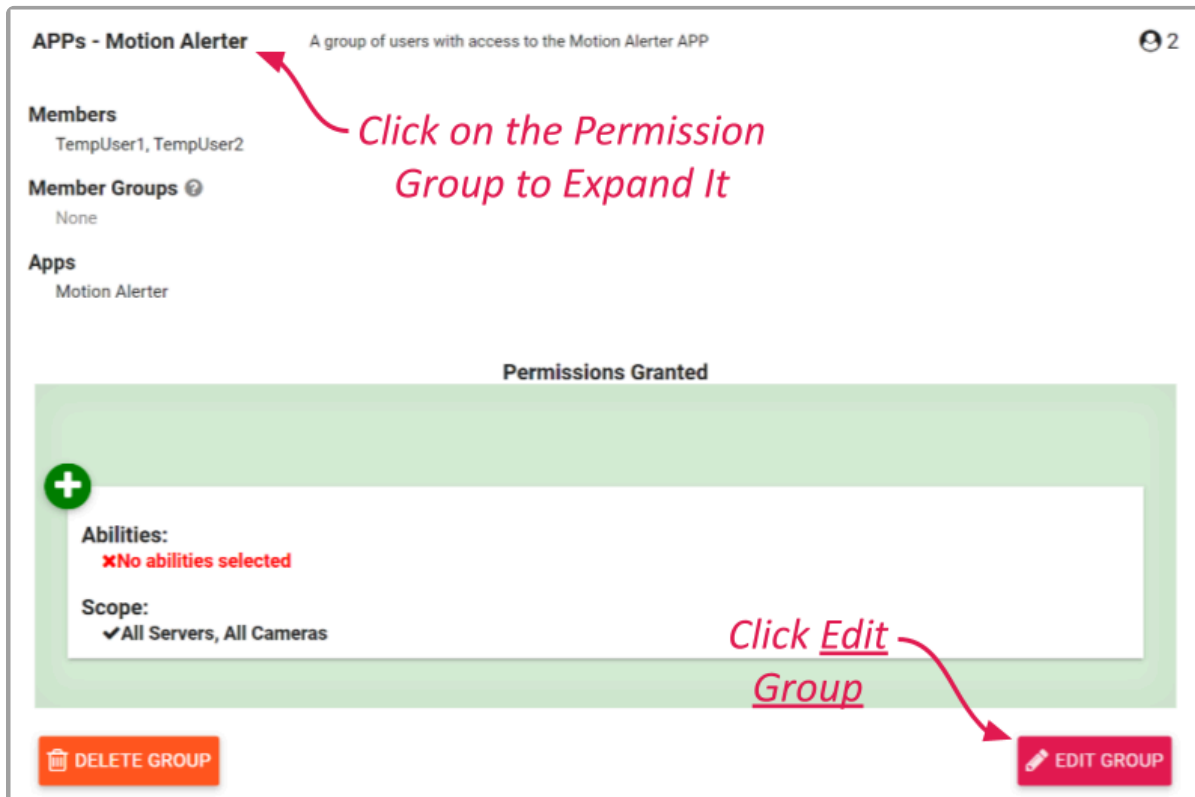 APPs - Motion Alerter
A group of users with access to the Motion Alerter APP
2
Members
TempUser1, TempUser2
Click on the Permission
Group to Expand It
Member Groups
None
Apps
Motion Alerter
Permissions Granted
Abilities:
No abilities selected
Scope:
All Servers, All Cameras
Click Edit
Group
DELETE GROUP
EDIT GROUP